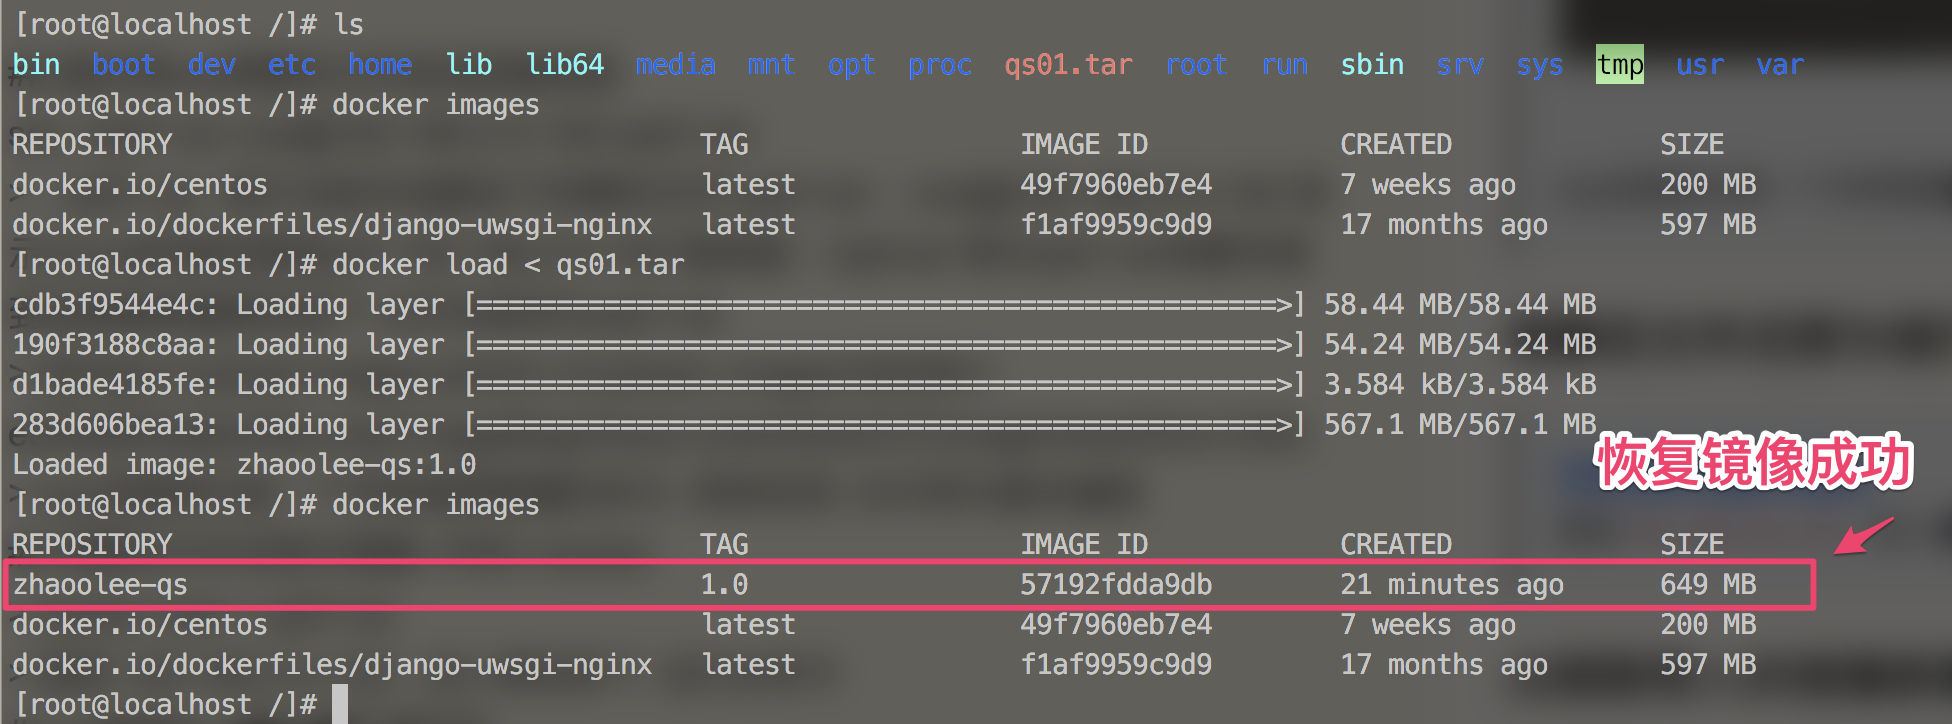 [root@localhost /]# ls
bin boot dev etc home lib lib64 media mnt opt proc qs01.tar root run sbin srv sys tmp usr var
[root@localhost /]# docker images
REPOSITORY TAG IMAGE ID CREATED SIZE
docker.io/centos latest 49f7960eb7e4 7 weeks ago 200 MB
docker.io/dockerfiles/django-uwsgi-nginx latest f1af9959c9d9 17 months ago 597 MB
[root@localhost /]# docker load < qs01.tar
cdb3f9544e4c: Loading layer [==================================================>] 58.44 MB/58.44 MB
190f3188c8aa: Loading layer [==================================================>] 54.24 MB/54.24 MB
d1bade4185fe: Loading layer [==================================================>] 3.584 kB/3.584 kB
283d606bea13: Loading layer [==================================================>] 567.1 MB/567.1 MB
恢复镜像成功
Loaded image: zhaoolee-qs:1.0
[root@localhost /]# docker images
REPOSITORY TAG IMAGE ID CREATED SIZE
zhaoolee-qs 1.0 57192fdda9db 21 minutes ago 649 MB
docker.io/centos latest 49f7960eb7e4 7 weeks ago 200 MB
docker.io/dockerfiles/django-uwsgi-nginx latest f1af9959c9d9 17 months ago 597 MB
[root@localhost /]#